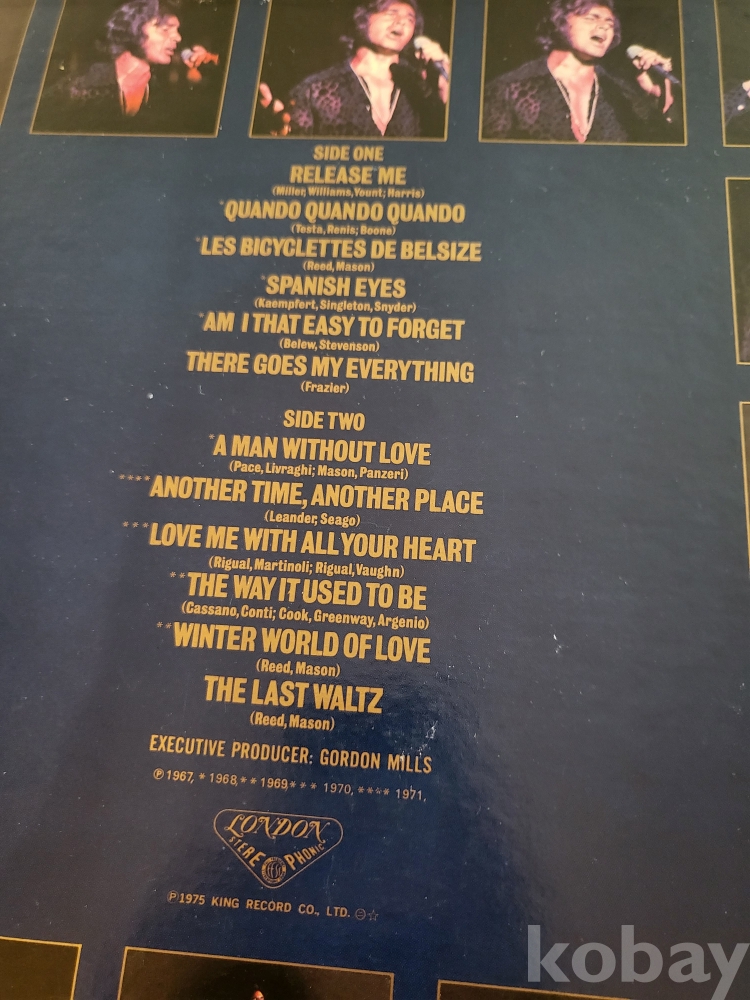 SIDE ONE
RELEASE ME
(Miller, Williams, Yount; Harris)
*QUANDO QUANDO QUANDO
(Testa, Renis; Boone)
*LES BICYCLETTES DE BELSIZE
(Reed, Mason)
*SPANISH EYES
(Kaempfert, Singleton, Snyder)
*AM I THAT EASY TO FORGET
(Belew, Stevenson)
THERE GOES MY EVERYTHING
(Frazier)
SIDE TWO
*A MAN WITHOUT LOVE
(Pace, Livraghi; Mason, Panzeri)
****ANOTHER TIME, ANOTHER PLACE
(Leander, Seago)
***LOVE ME WITH ALL YOUR HEART
(Rigual, Martinoli; Rigual, Vaughn)
**THE WAY IT USED TO BE
(Cassano, Conti; Cook, Greenway, Argenio)
**WINTER WORLD OF LOVE
(Reed, Mason)
THE LAST WALTZ
(Reed, Mason)
EXECUTIVE PRODUCER: GORDON MILLS
℗ 1967, * 1968, ** 1969 *** 1970, **** 1971,
LONDON
STEREOPHONIC
℗ 1975 KING RECORD CO., LTD. ⊖☆
kobay